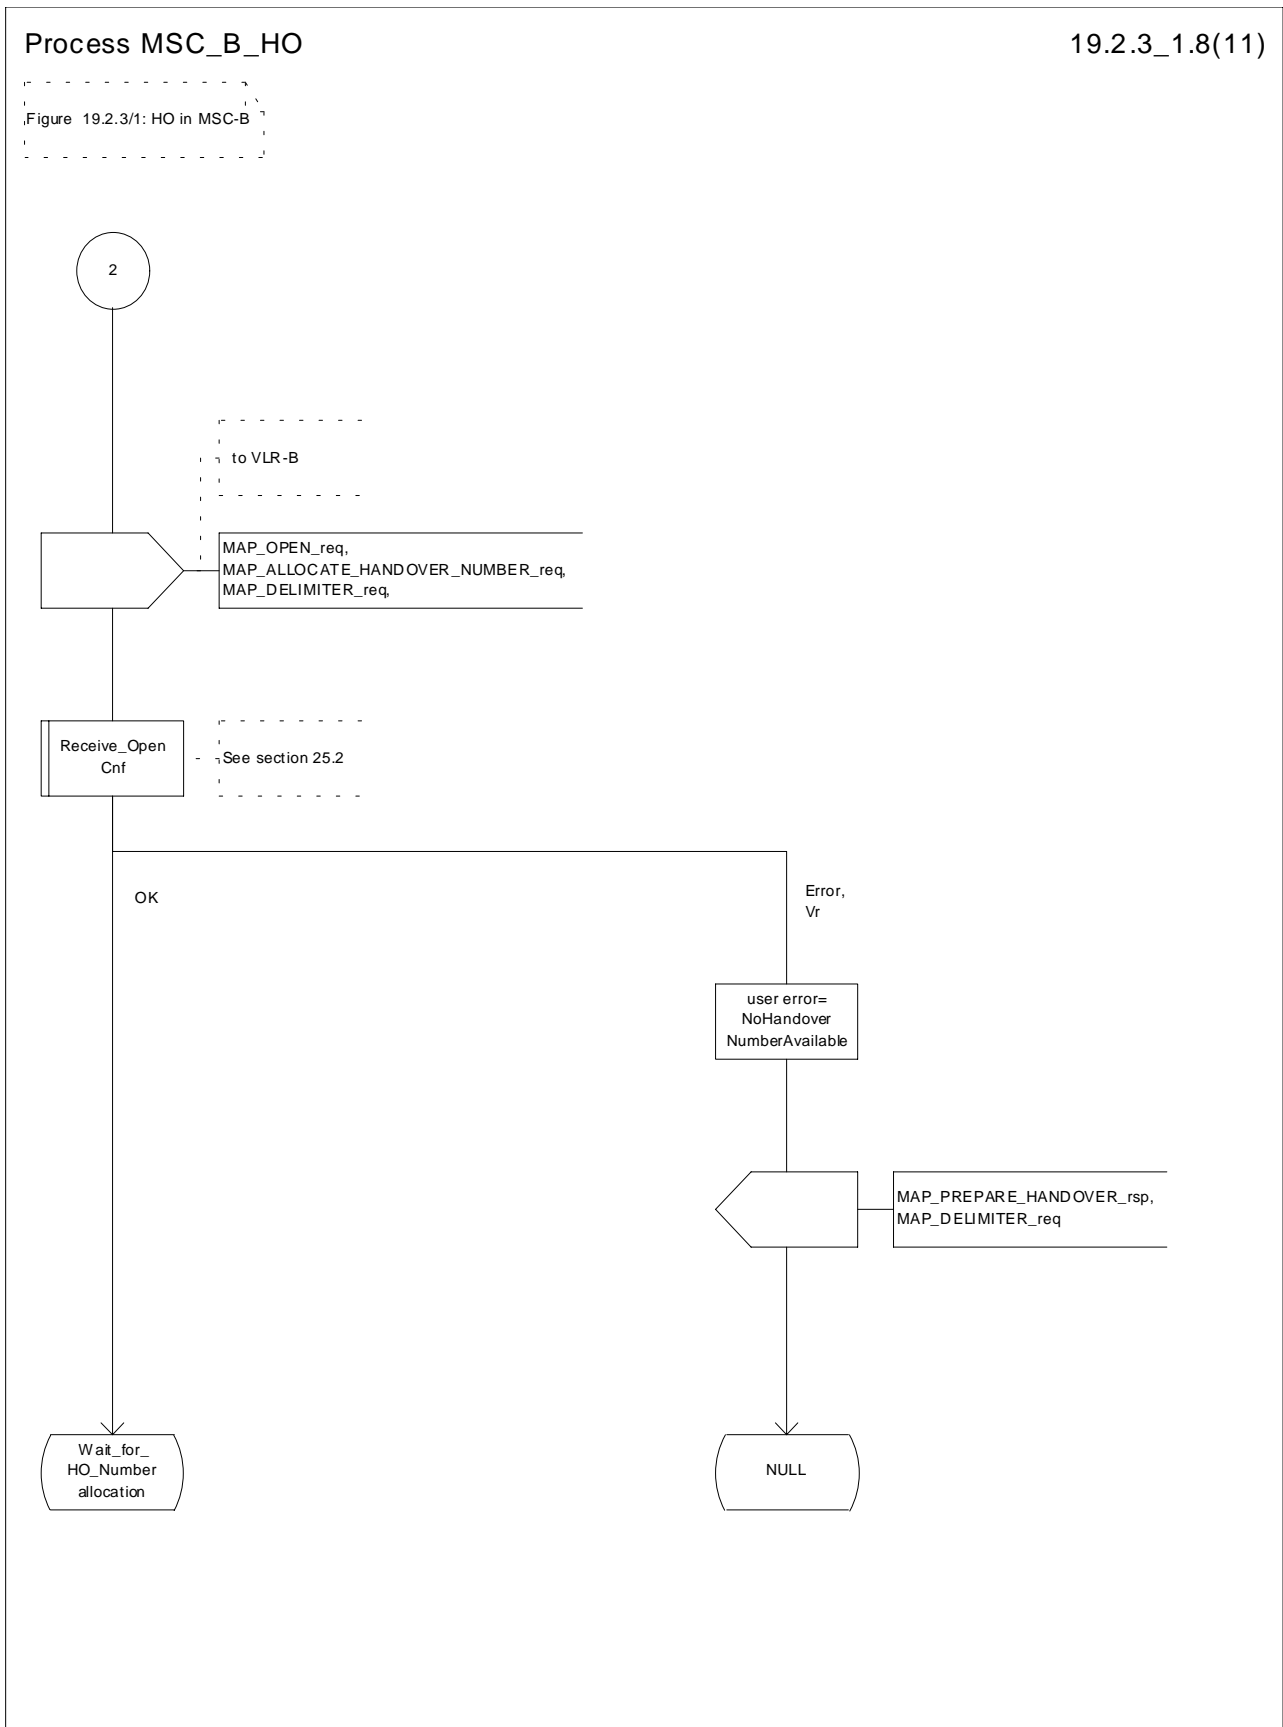 Process MSC_B_HO
19.2.3_1.8(11)
Figure 19.2.3/1: HO in MSC-B
2
to VLR-B
MAP_OPEN_req,
MAP_ALLOCATE_HANDOVER_NUMBER_req,
MAP_DELIMITER_req,
Receive_Open
Cnf
See section 25.2
OK
Error,
Vr
user error=
NoHandover
NumberAvailable
MAP_PREPARE_HANDOVER_rsp,
MAP_DELIMITER_req
Wait_for_
HO_Number
allocation
NULL